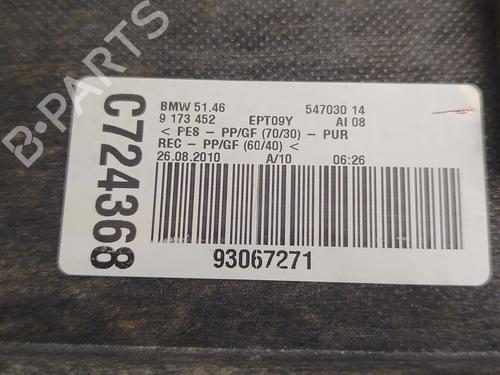 C724368
BMW 51.46 547030 14
9 173 452 EPT09Y AI 08
< PE8 - PP/GF (70/30) - PUR
REC - PP/GF (60/40) <
26.08.2010 A/10 06:26
93067271
B-PARTS